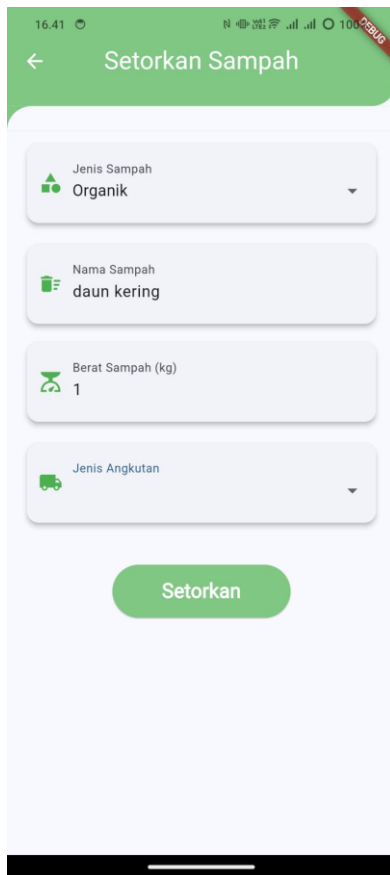 16.41
100
DEBUG
Setorkan Sampah
Jenis Sampah
Organik
Nama Sampah
daun kering
Berat Sampah (kg)
1
Jenis Angkutan
Setorkan